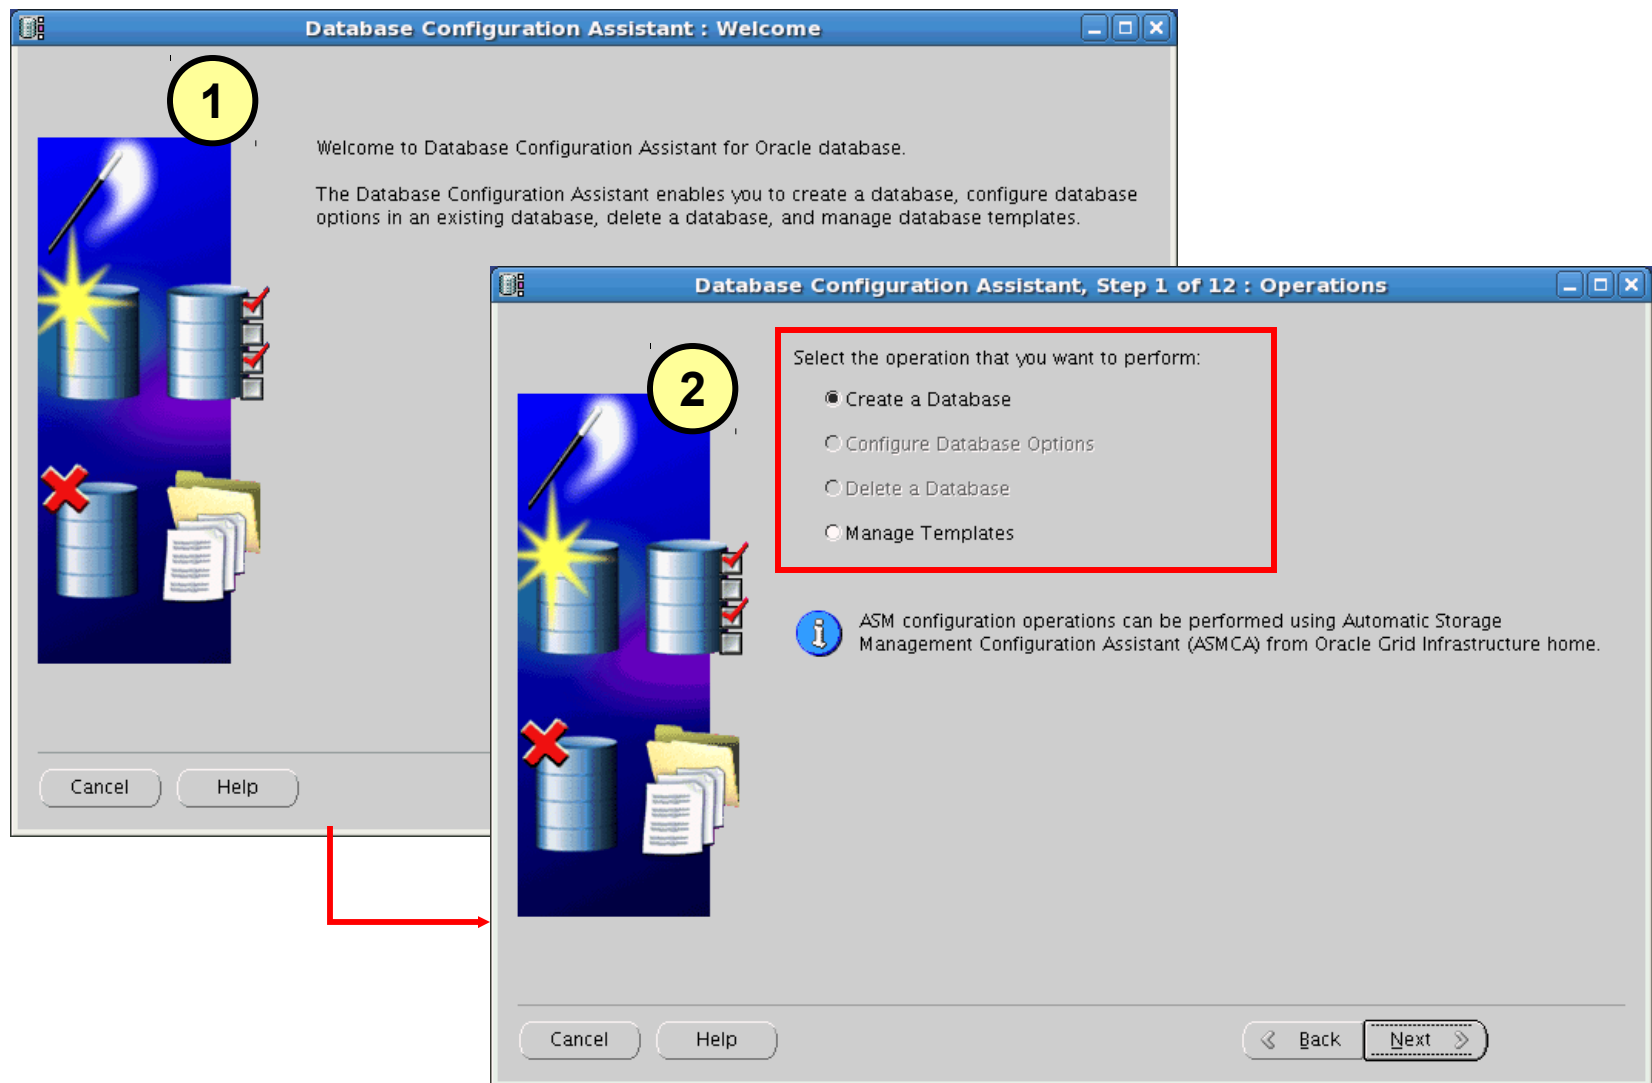 Database Configuration Assistant : Welcome
1
Welcome to Database Configuration Assistant for Oracle database.
The Database Configuration Assistant enables you to create a database, configure database
options in an existing database, delete a database, and manage database templates.
Cancel
Help
Database Configuration Assistant, Step 1 of 12 : Operations
2
Select the operation that you want to perform:
Create a Database
Configure Database Options
Delete a Database
Manage Templates
ASM configuration operations can be performed using Automatic Storage
Management Configuration Assistant (ASMCA) from Oracle Grid Infrastructure home.
Cancel
Help
Back
Next